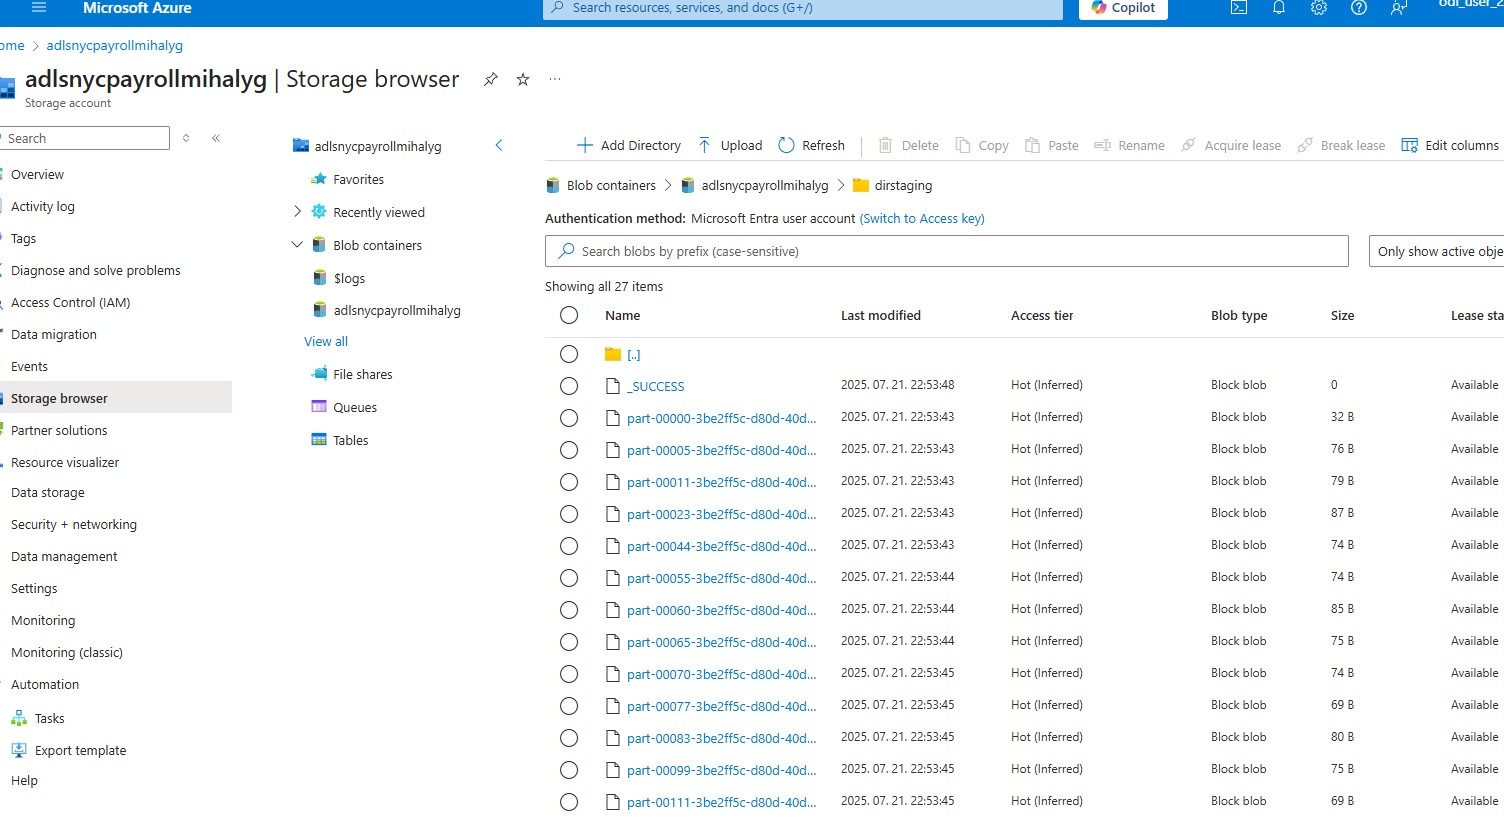 Microsoft Azure
Search resources, services, and docs (G+/)
Copilot
ome > adlsnycpayrollmihalyg
adlsnycpayrollmihalyg | Storage browser
Storage account
Search
Overview
Activity log
Tags
Diagnose and solve problems
Access Control (IAM)
Data migration
Events
Storage browser
Partner solutions
Resource visualizer
Data storage
Security + networking
Data management
Settings
Monitoring
Monitoring (classic)
Automation
Tasks
Export template
Help
adlsnycpayrollmihalyg
Favorites
Recently viewed
Blob containers
$logs
adlsnycpayrollmihalyg
View all
File shares
Queues
Tables
Add Directory Upload Refresh Delete Copy Paste Rename Acquire lease Break lease Edit columns
Blob containers > adlsnycpayrollmihalyg > dirstaging
Authentication method: Microsoft Entra user account (Switch to Access key)
Search blobs by prefix (case-sensitive)
Only show active obje
Showing all 27 items
Name Last modified Access tier Blob type Size Lease sta
[..]
_SUCCESS 2025. 07. 21. 22:53:48 Hot (Inferred) Block blob 0 Available
part-00000-3be2ff5c-d80d-40d... 2025. 07. 21. 22:53:43 Hot (Inferred) Block blob 32 B Available
part-00005-3be2ff5c-d80d-40d... 2025. 07. 21. 22:53:43 Hot (Inferred) Block blob 76 B Available
part-00011-3be2ff5c-d80d-40d... 2025. 07. 21. 22:53:43 Hot (Inferred) Block blob 79 B Available
part-00023-3be2ff5c-d80d-40d... 2025. 07. 21. 22:53:43 Hot (Inferred) Block blob 87 B Available
part-00044-3be2ff5c-d80d-40d... 2025. 07. 21. 22:53:43 Hot (Inferred) Block blob 74 B Available
part-00055-3be2ff5c-d80d-40d... 2025. 07. 21. 22:53:44 Hot (Inferred) Block blob 74 B Available
part-00060-3be2ff5c-d80d-40d... 2025. 07. 21. 22:53:44 Hot (Inferred) Block blob 85 B Available
part-00065-3be2ff5c-d80d-40d... 2025. 07. 21. 22:53:44 Hot (Inferred) Block blob 75 B Available
part-00070-3be2ff5c-d80d-40d... 2025. 07. 21. 22:53:45 Hot (Inferred) Block blob 74 B Available
part-00077-3be2ff5c-d80d-40d... 2025. 07. 21. 22:53:45 Hot (Inferred) Block blob 69 B Available
part-00083-3be2ff5c-d80d-40d... 2025. 07. 21. 22:53:45 Hot (Inferred) Block blob 80 B Available
part-00099-3be2ff5c-d80d-40d... 2025. 07. 21. 22:53:45 Hot (Inferred) Block blob 75 B Available
part-00111-3be2ff5c-d80d-40d... 2025. 07. 21. 22:53:45 Hot (Inferred) Block blob 69 B Available